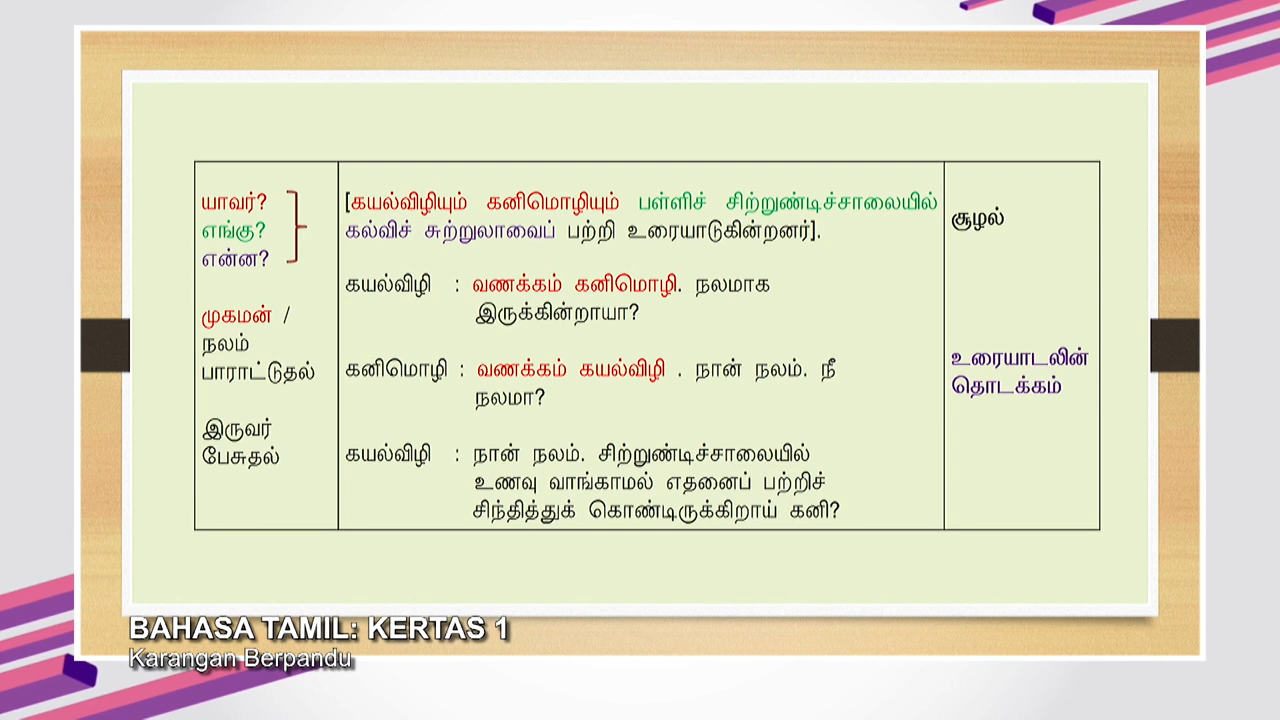 யாவர்?
எங்கு?
என்ன?
முகமன் /
நலம்
பாராட்டுதல்
இருவர்
பேசுதல்
[கயல்விழியும் கனிமொழியும் பள்ளிச் சிற்றுண்டிச்சாலையில்
கல்விச் சுற்றுலாவைப் பற்றி உரையாடுகின்றனர்].
கயல்விழி : வணக்கம் கனிமொழி. நலமாக
இருக்கின்றாயா?
கனிமொழி : வணக்கம் கயல்விழி . நான் நலம். நீ
நலமா?
கயல்விழி : நான் நலம். சிற்றுண்டிச்சாலையில்
உணவு வாங்காமல் எதனைப் பற்றிச்
சிந்தித்துக் கொண்டிருக்கிறாய் கனி?
சூழல்
உரையாடலின்
தொடக்கம்
BAHASA TAMIL: KERTAS 1
Karangan Berpandu